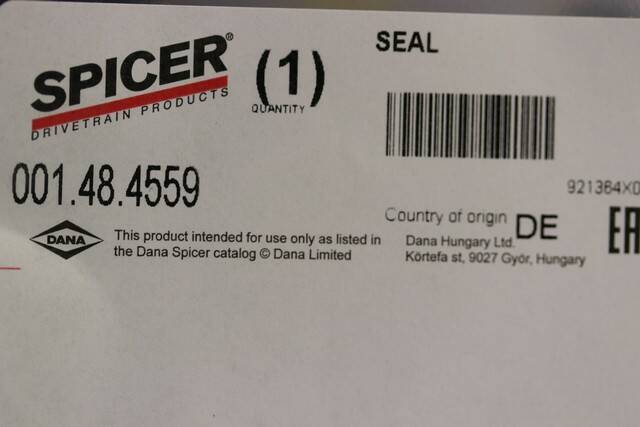 SPICER®
DRIVETRAIN PRODUCTS
(1)
QUANTITY
SEAL
001.48.4559
921364X0
DANA
This product intended for use only as listed in
the Dana Spicer catalog © Dana Limited
Country of origin DE
Dana Hungary Ltd.
Körtefa st, 9027 Győr, Hungary